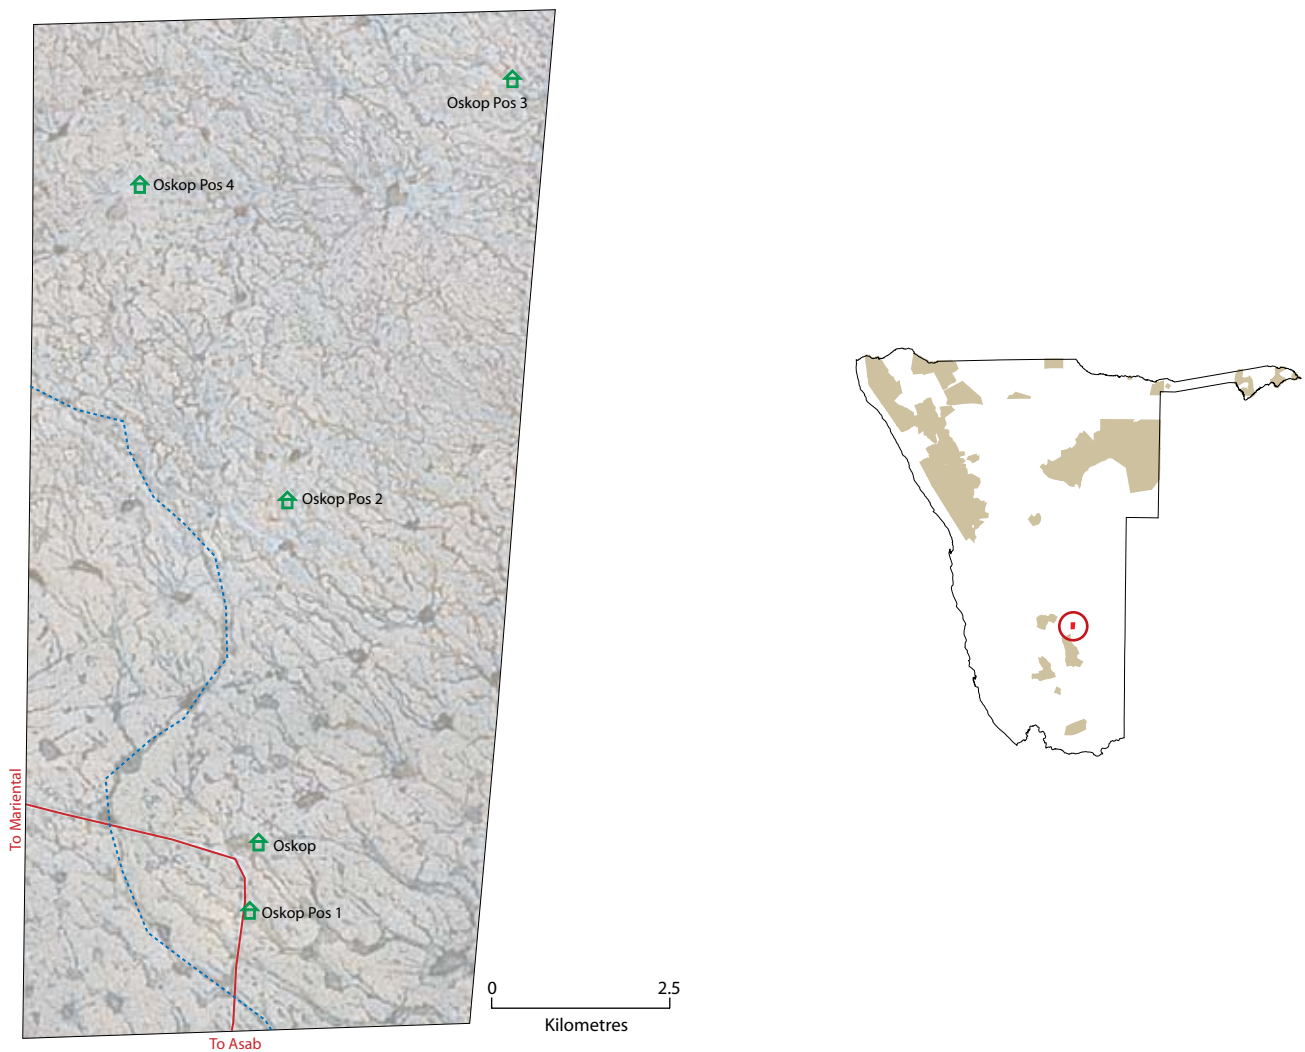 Oskop Pos 3
Oskop Pos 4
Oskop Pos 2
To Mariental
Oskop
Oskop Pos 1
0 2.5
Kilometres
To Asab